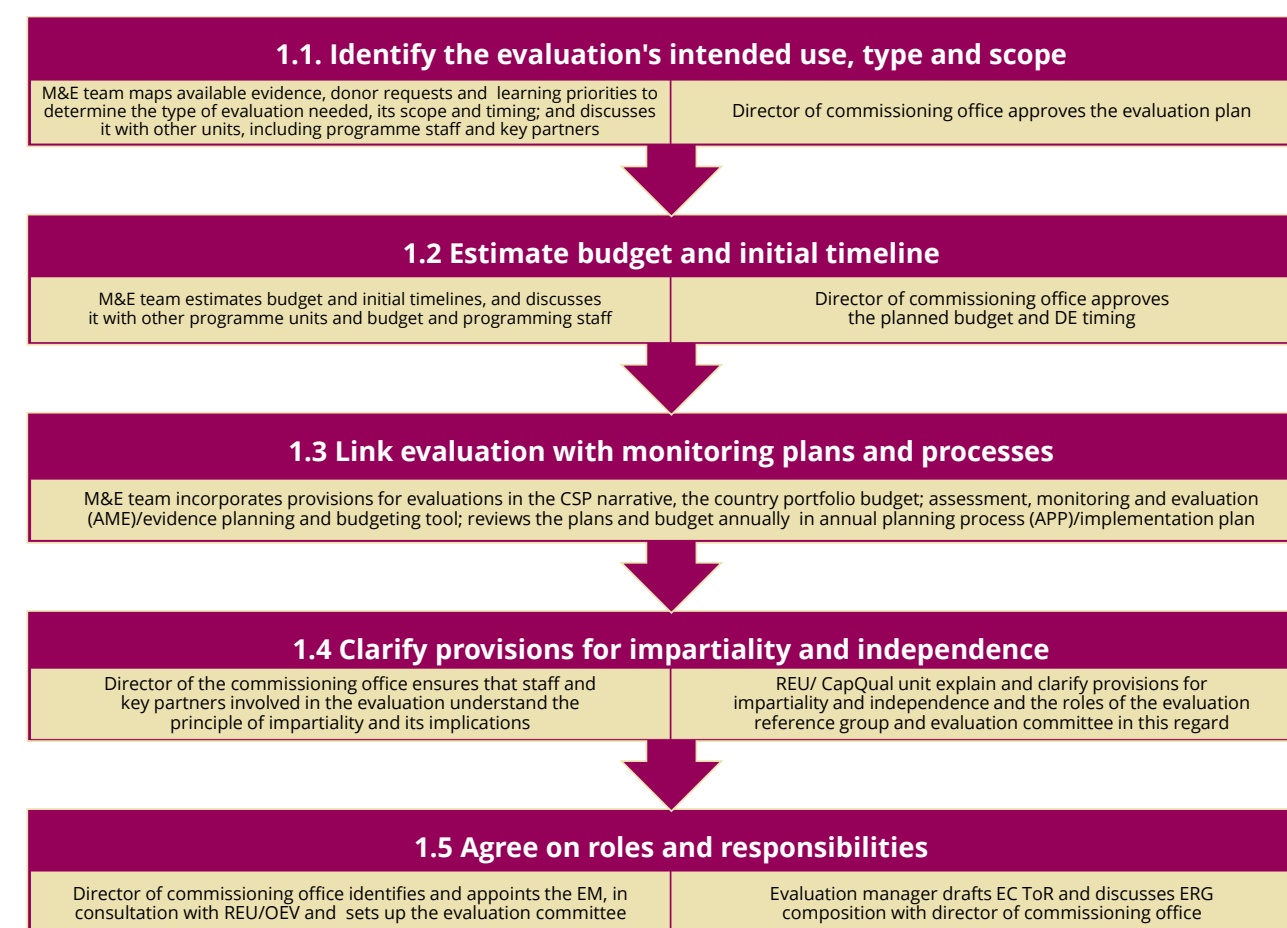 1.1. Identify the evaluation's intended use, type and scope
M&E team maps available evidence, donor requests and learning priorities to
determine the type of evaluation needed, its scope and timing; and discusses
it with other units, including programme staff and key partners
Director of commissioning office approves the evaluation plan
1.2 Estimate budget and initial timeline
M&E team estimates budget and initial timelines, and discusses
it with other programme units and budget and programming staff
Director of commissioning office approves
the planned budget and DE timing
1.3 Link evaluation with monitoring plans and processes
M&E team incorporates provisions for evaluations in the CSP narrative, the country portfolio budget; assessment, monitoring and evaluation
(AME)/evidence planning and budgeting tool; reviews the plans and budget annually in annual planning process (APP)/implementation plan
1.4 Clarify provisions for impartiality and independence
Director of the commissioning office ensures that staff and
key partners involved in the evaluation understand the
principle of impartiality and its implications
REU/ CapQual unit explain and clarify provisions for
impartiality and independence and the roles of the evaluation
reference group and evaluation committee in this regard
1.5 Agree on roles and responsibilities
Director of commissioning office identifies and appoints the EM, in
consultation with REU/OEV and sets up the evaluation committee
Evaluation manager drafts EC ToR and discusses ERG
composition with director of commissioning office